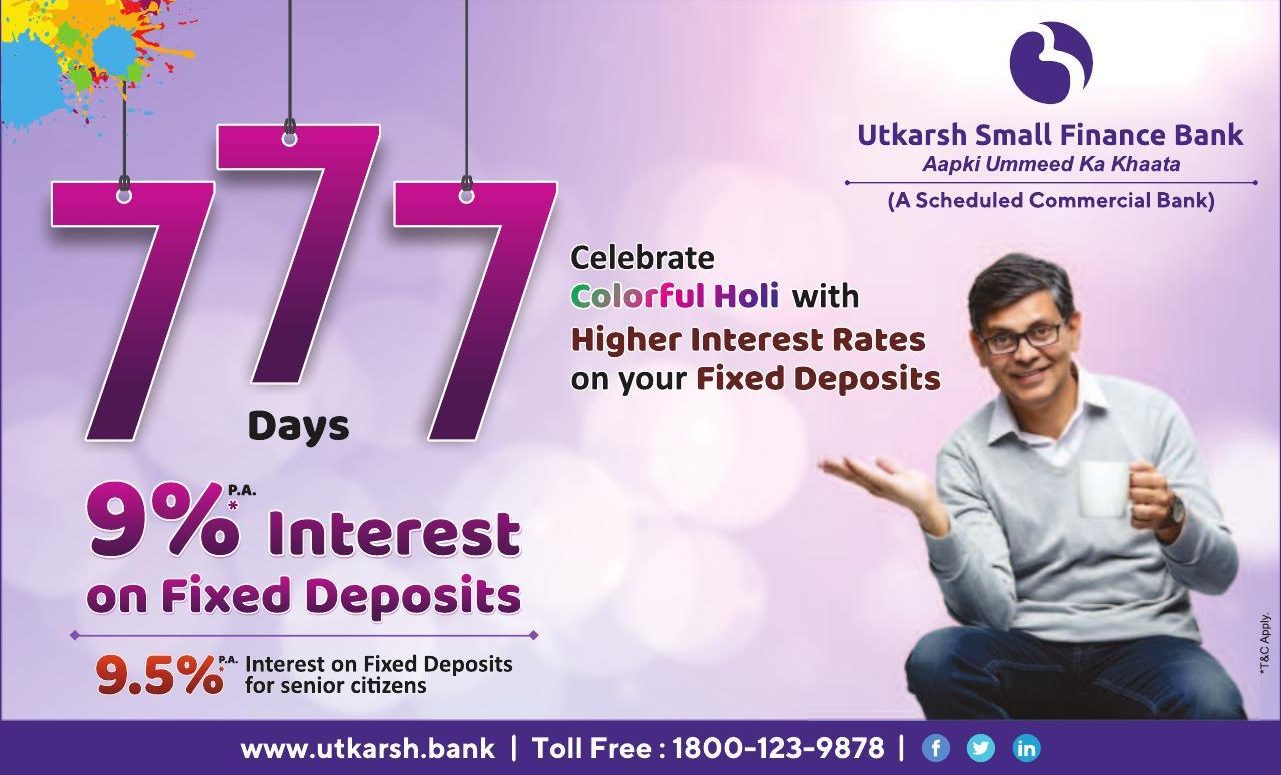 Utkarsh Small Finance Bank
Aapki Ummeed Ka Khaata
(A Scheduled Commercial Bank)
777
Days
Celebrate
Colorful Holi with
Higher Interest Rates
on your Fixed Deposits
9%* P.A. Interest
on Fixed Deposits
9.5%* P.A. Interest on Fixed Deposits
for senior citizens
*T&C Apply.
www.utkarsh.bank | Toll Free : 1800-123-9878 |